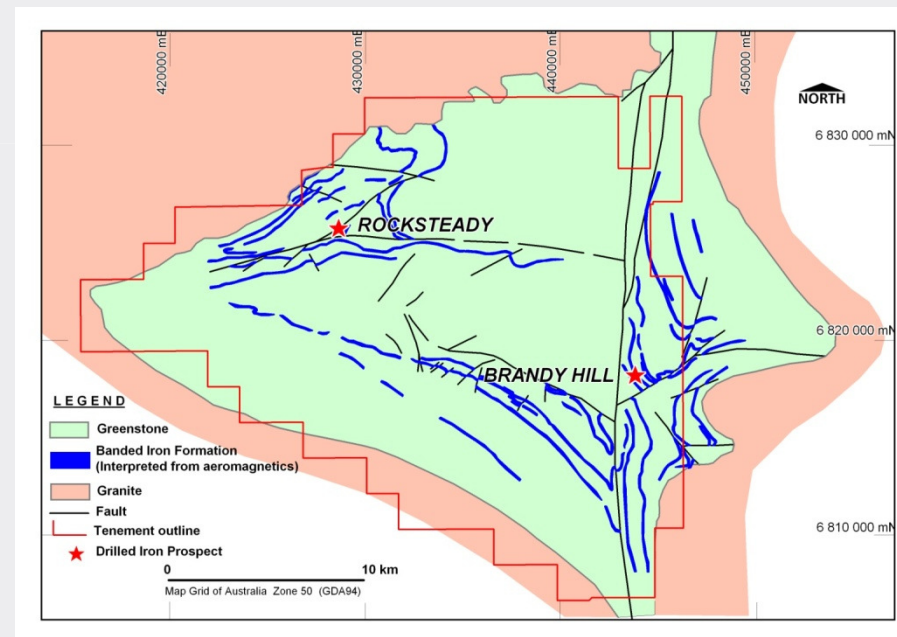 420000 mE
430000 mE
440000 mE
450000 mE
NORTH
6 830 000 mN
ROCKSTEADY
6 820 000 mN
BRANDY HILL
LEGEND
Greenstone
Banded Iron Formation
(Interpreted from aeromagnetics)
Granite
Fault
Tenement outline
Drilled Iron Prospect
6 810 000 mN
0 10 km
Map Grid of Australia Zone 50 (GDA94)